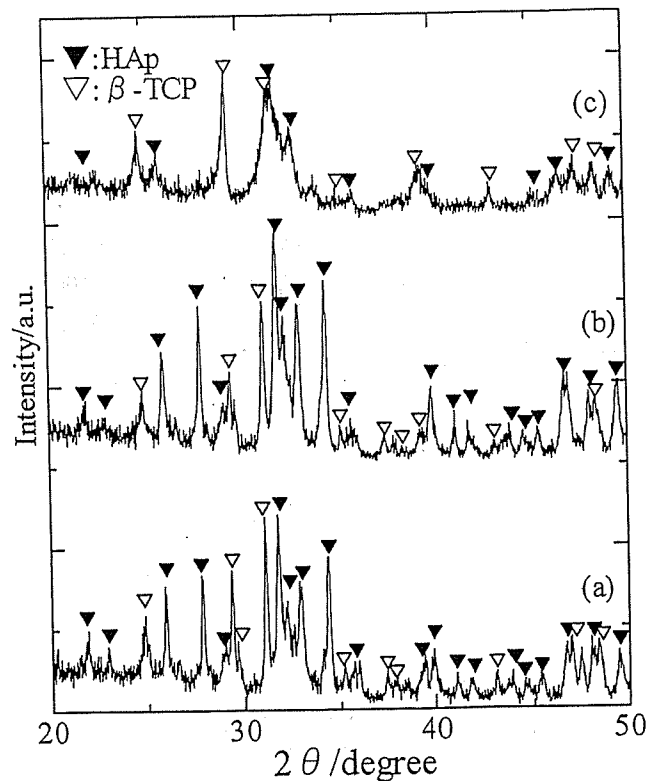 ▼:HAp
▽:β-TCP
(c)
(b)
(a)
Intensity/a.u.
20 30 40 50
2 θ /degree